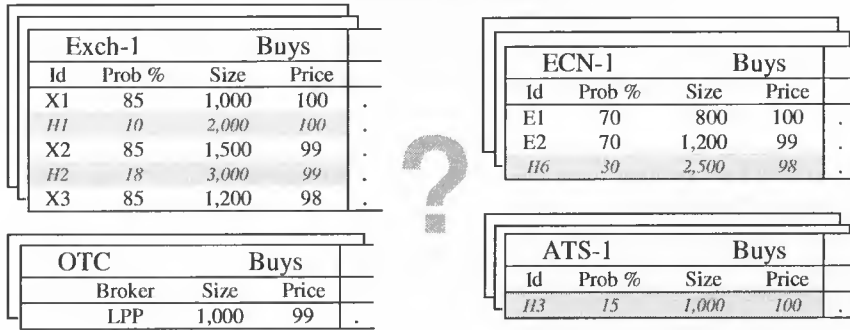 Exch-1 Buys
Id Prob % Size Price
X1 85 1,000 100 .
H1 10 2,000 100 .
X2 85 1,500 99 .
H2 18 3,000 99 .
X3 85 1,200 98 .
OTC Buys
Broker Size Price
LPP 1,000 99 .
?
ECN-1 Buys
Id Prob % Size Price
E1 70 800 100 .
E2 70 1,200 99 .
H6 30 2,500 98 .
ATS-1 Buys
Id Prob % Size Price
H3 15 1,000 100 .